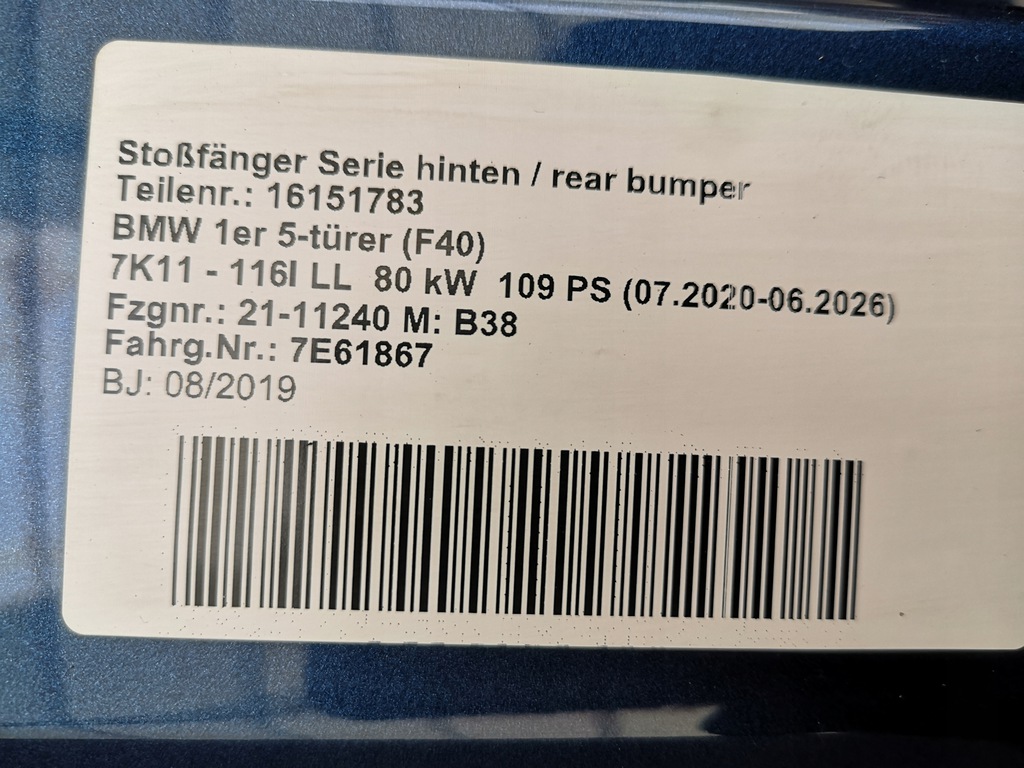 Stoßfänger Serie hinten / rear bumper
Teilenr.: 16151783
BMW 1er 5-türer (F40)
7K11 - 116I LL 80 kW 109 PS (07.2020-06.2026)
Fzgnr.: 21-11240 M: B38
Fahrg.Nr.: 7E61867
BJ: 08/2019